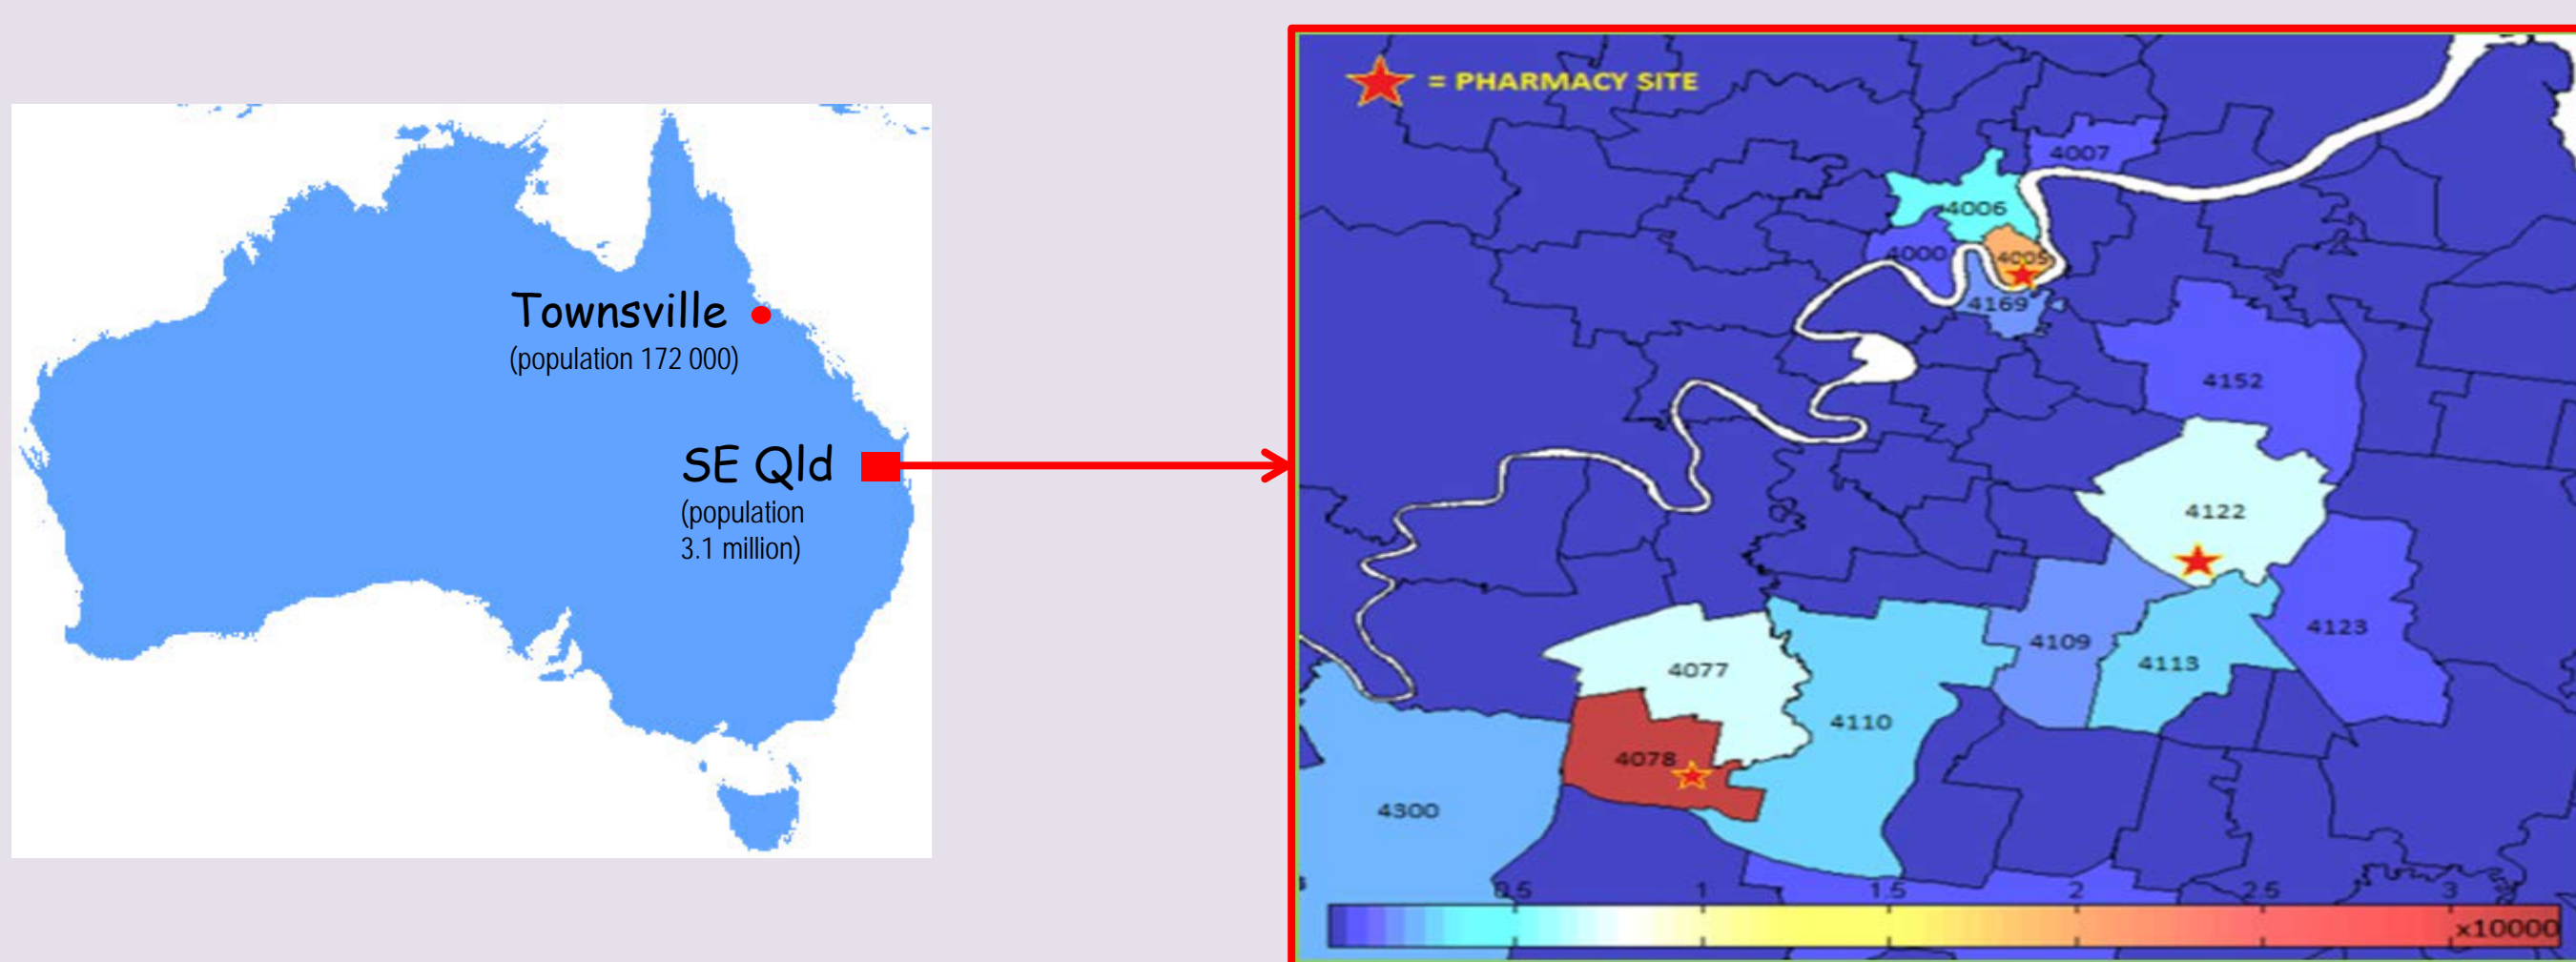 Townsville
(population 172 000)
SE Qld
(population
3.1 million)
= PHARMACY SITE
4007
4006
4000
4005
4169
4152
4122
4123
4109
4113
4077
4110
4078
4300
0.5 1 1.5 2 2.5 3
x10000